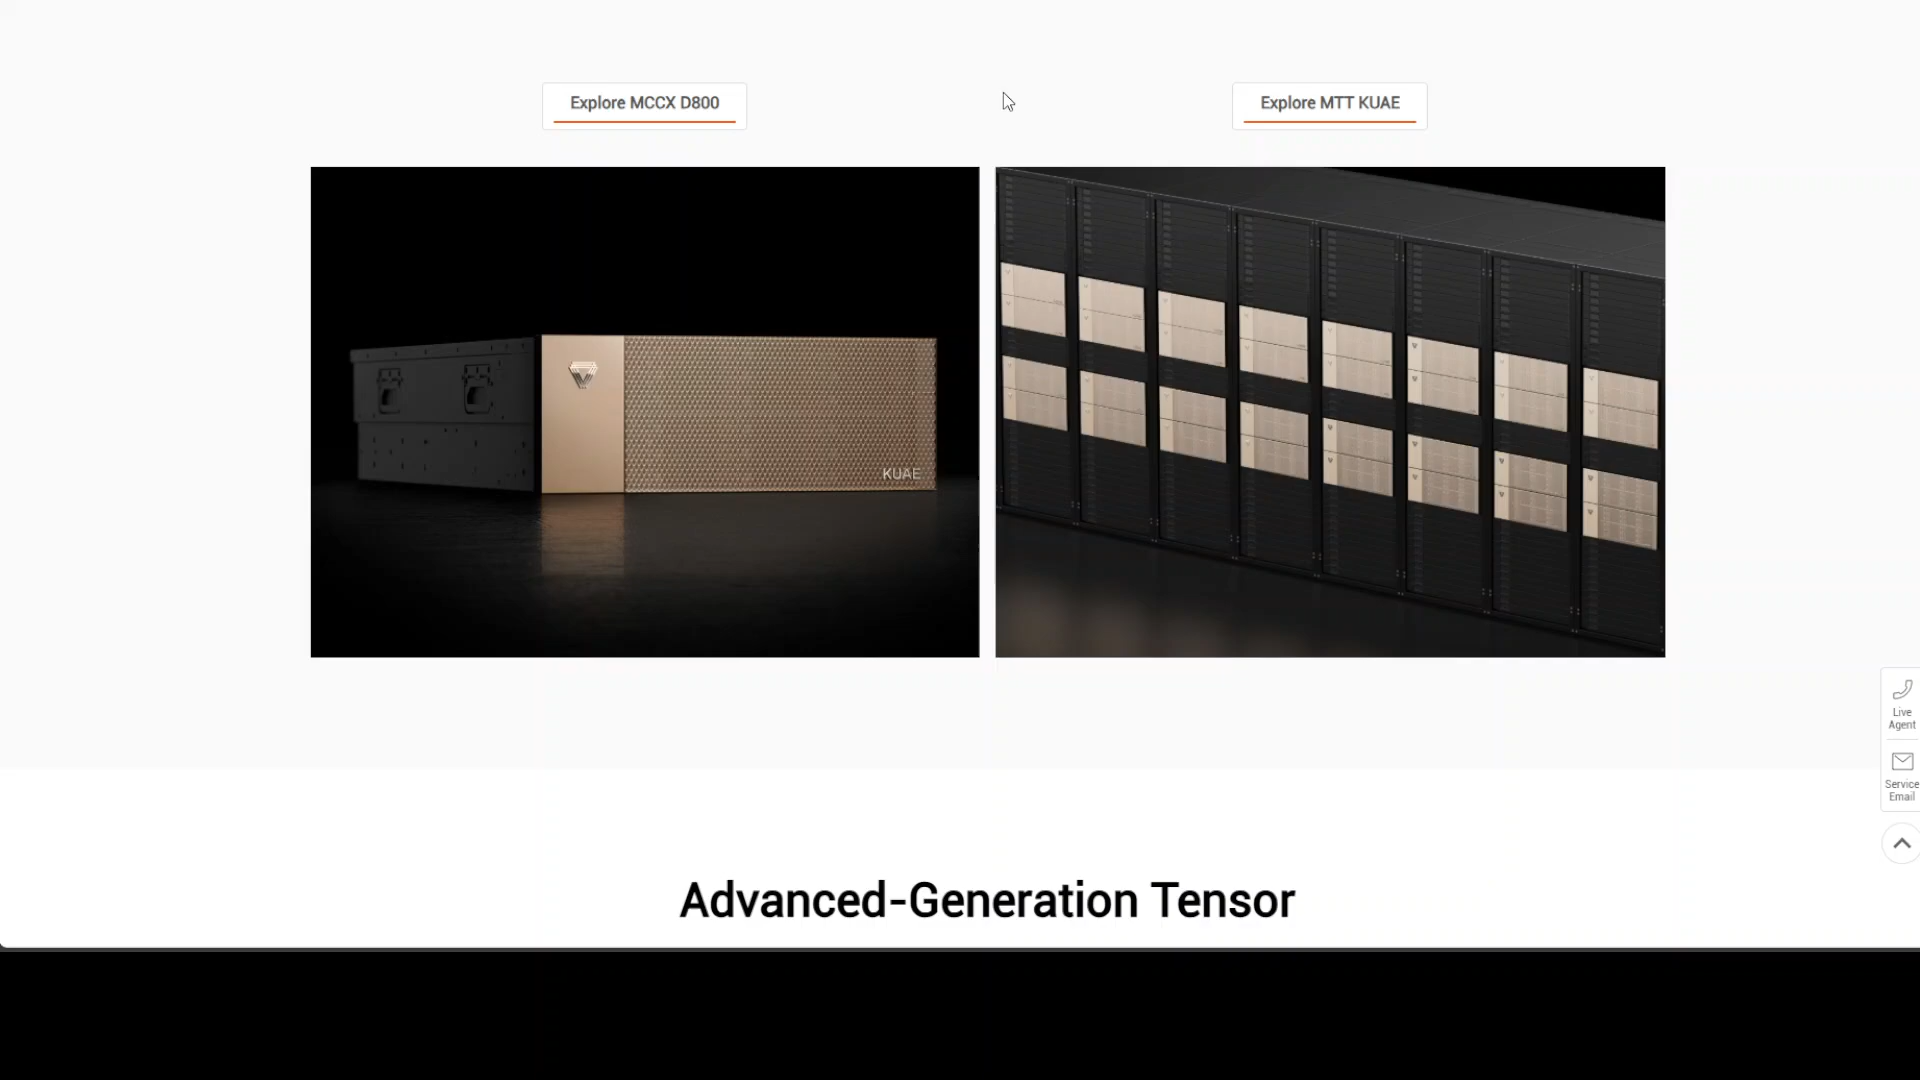 Explore MCCX D800
Explore MTT KUAE
KUAE
Live
Agent
Service
Email
Advanced-Generation Tensor